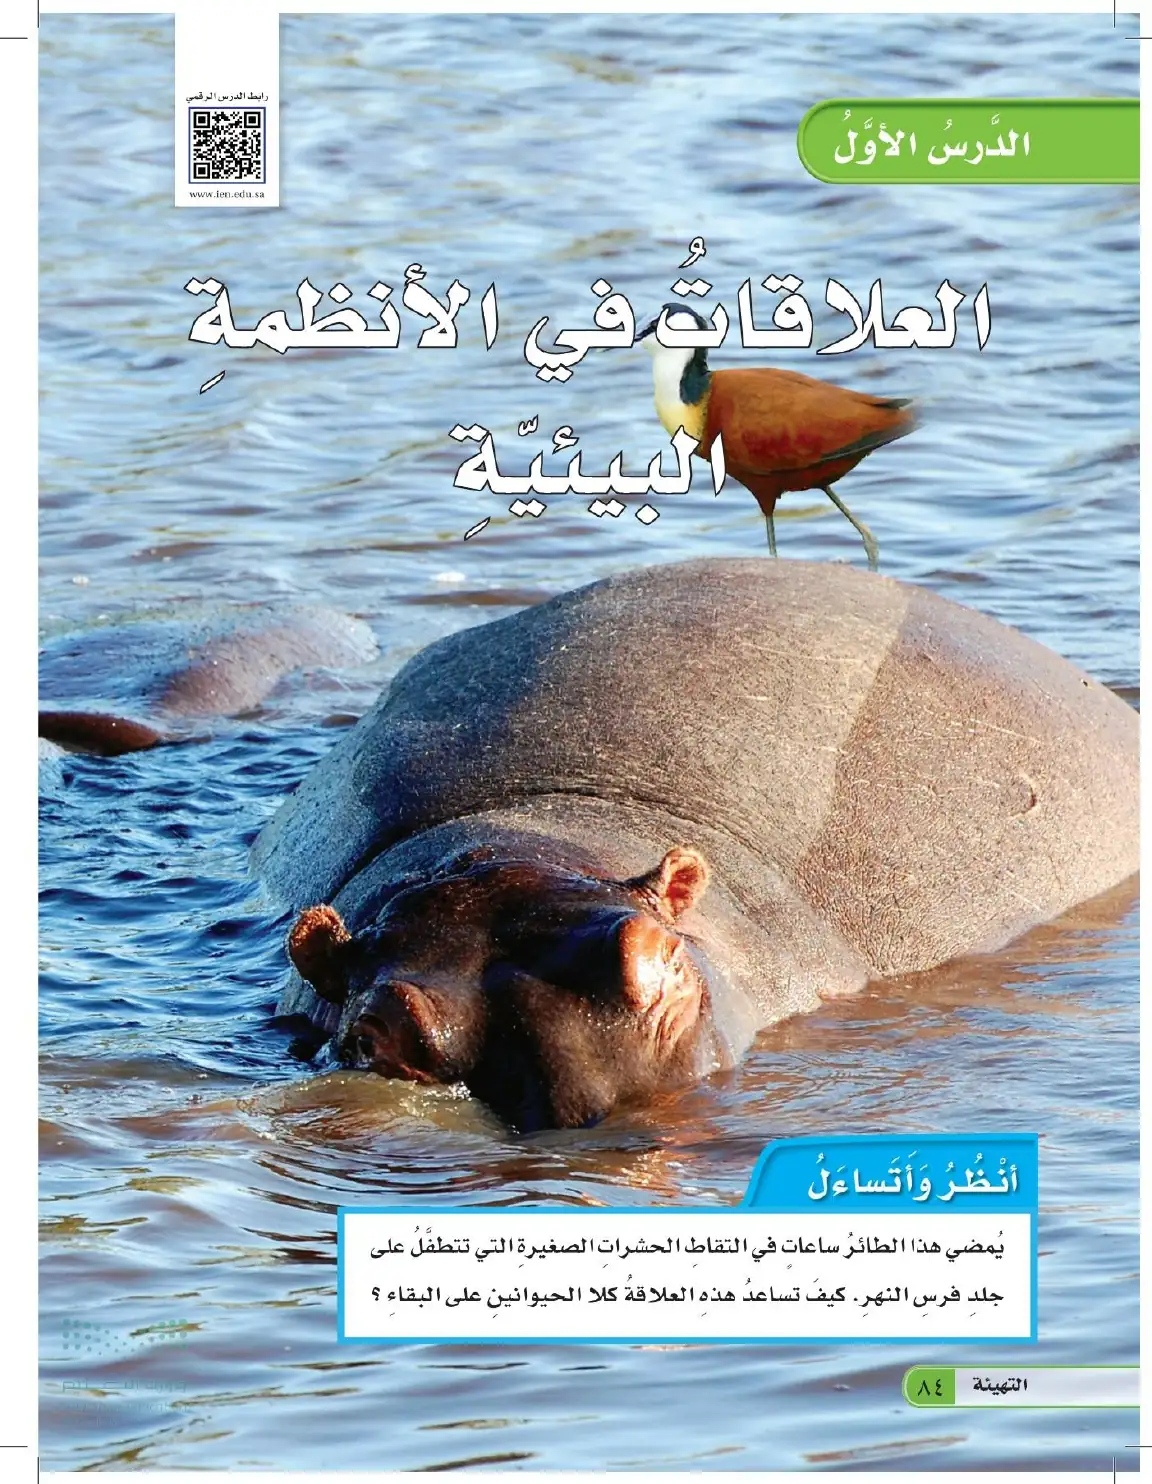 رابط الدرس الرقمي
www.ien.edu.sa
الدَّرسُ الأوَّلُ
العلاقاتُ في الأنظمةِ
البيئيّةِ
أنْظُرُ وَأَتَساءَلُ
يُمضي هذا الطائرُ ساعاتٍ في التقاطِ الحشراتِ الصغيرةِ التي تتطفَّلُ على
جلدِ فرسِ النهرِ. كيفَ تساعدُ هذهِ العلاقةُ كلا الحيوانينِ على البقاءِ ؟
التهيئة
٨٤
وزارة التعليم